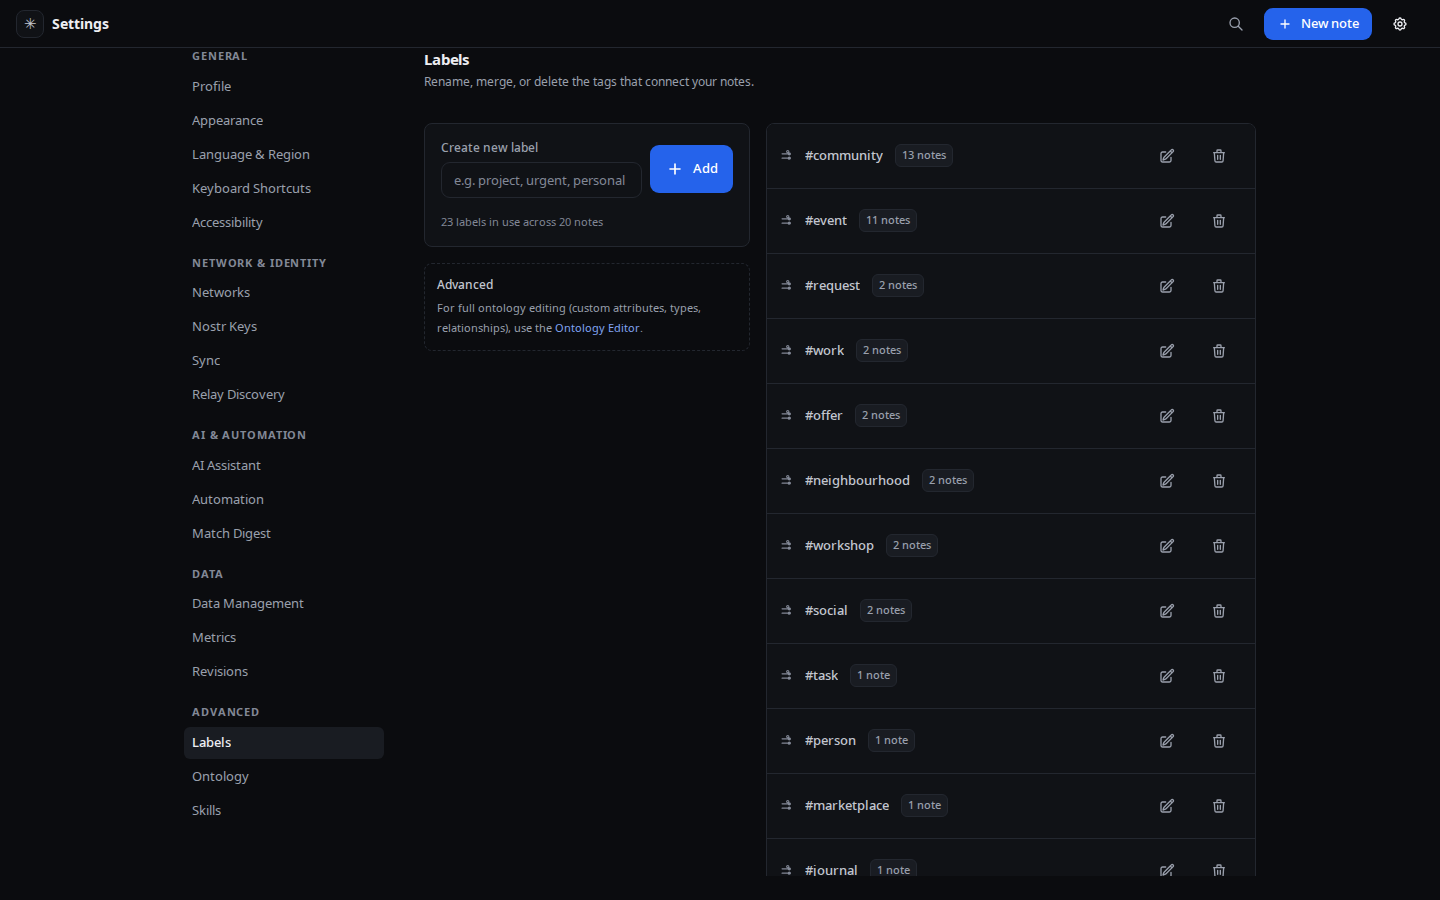 Settings
New note
GENERAL
Profile
Appearance
Language & Region
Keyboard Shortcuts
Accessibility
NETWORK & IDENTITY
Networks
Nostr Keys
Sync
Relay Discovery
AI & AUTOMATION
AI Assistant
Automation
Match Digest
DATA
Data Management
Metrics
Revisions
ADVANCED
Labels
Ontology
Skills
Labels
Rename, merge, or delete the tags that connect your notes.
Create new label
e.g. project, urgent, personal
Add
23 labels in use across 20 notes
Advanced
For full ontology editing (custom attributes, types,
relationships), use the Ontology Editor.
#community 13 notes
#event 11 notes
#request 2 notes
#work 2 notes
#offer 2 notes
#neighbourhood 2 notes
#workshop 2 notes
#social 2 notes
#task 1 note
#person 1 note
#marketplace 1 note
#journal 1 note